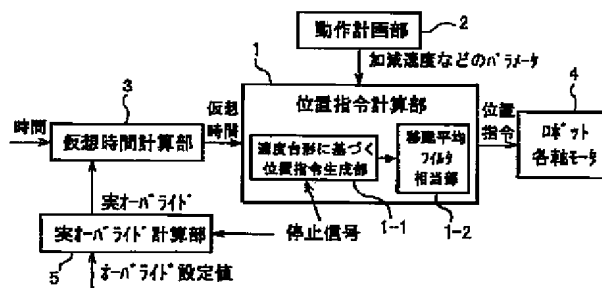 動作計画部
2
加減速度などのパラメータ
1
3
仮想
時間
位置指令計算部
位置
指令
4
時間
仮想時間計算部
速度台形に基づく
位置指令生成部
移動平均
フィルタ
相当部
ロボット
各軸モータ
1-1
1-2
実オーバライド
実オーバライド計算部
停止信号
5
オーバライド設定値